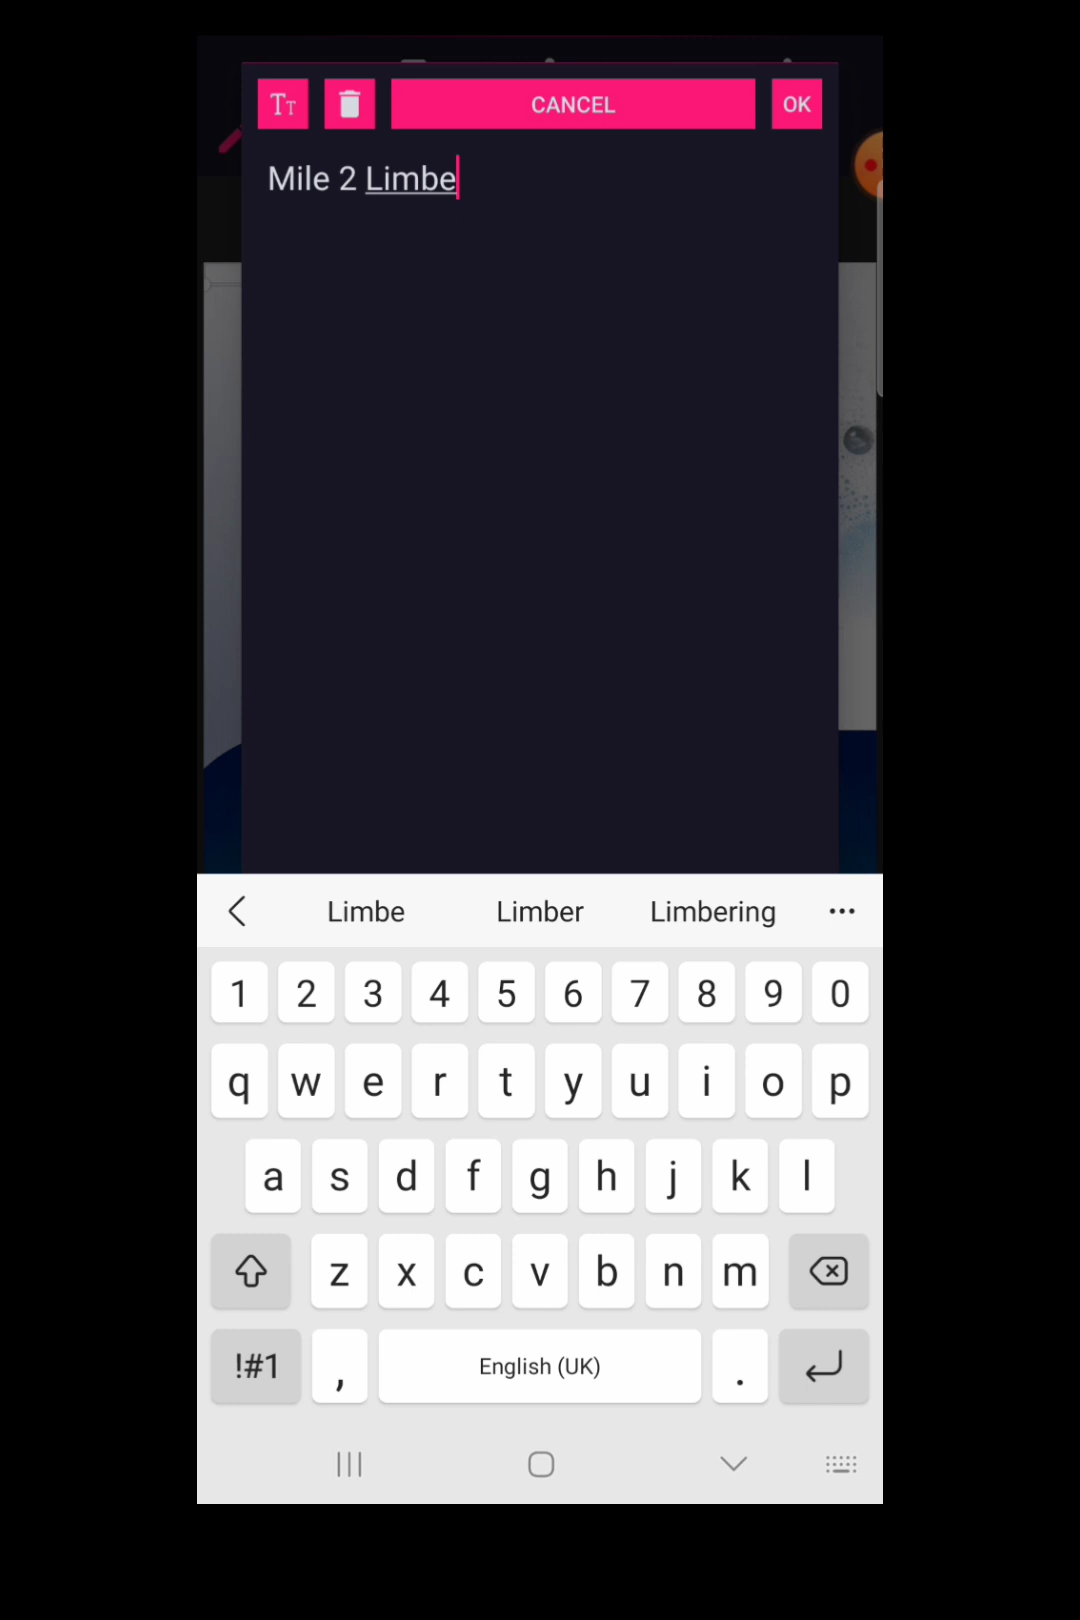 TT CANCEL OK
Mile 2 Limbe
Limbe Limber Limbering •••
1 2 3 4 5 6 7 8 9 0
q w e r t y u i o p
a s d f g h j k l
z x c v b n m
!#1 , English (UK) .